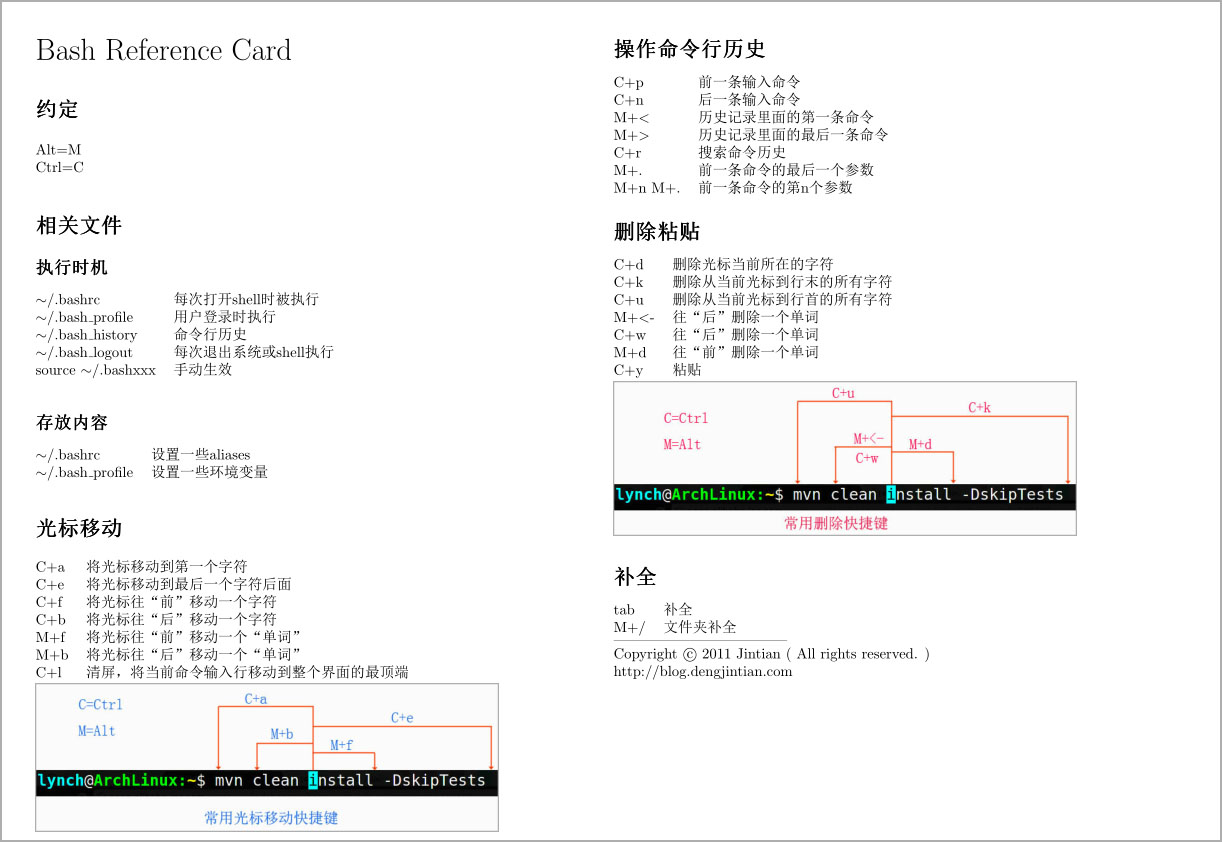 Bash Reference Card
约定
Alt=M
Ctrl=C
相关文件
执行时机
~/.bashrc 每次打开shell时被执行
~/.bash_profile 用户登录时执行
~/.bash_history 命令行历史
~/.bash_logout 每次退出系统或shell执行
source ~/.bashxxx 手动生效
存放内容
~/.bashrc 设置一些aliases
~/.bash_profile 设置一些环境变量
光标移动
C+a 将光标移动到第一个字符
C+e 将光标移动到最后一个字符后面
C+f 将光标往“前”移动一个字符
C+b 将光标往“后”移动一个字符
M+f 将光标往“前”移动一个“单词”
M+b 将光标往“后”移动一个“单词”
C+l 清屏，将当前命令输入行移动到整个界面的最顶端
C=Ctrl
C+a
C+e
M=Alt
M+b
M+f
lynch@ArchLinux:~$ mvn clean install -DskipTests
常用光标移动快捷键
操作命令行历史
C+p 前一条输入命令
C+n 后一条输入命令
M+< 历史记录里面的第一条命令
M+> 历史记录里面的最后一条命令
C+r 搜索命令历史
M+. 前一条命令的最后一个参数
M+n M+. 前一条命令的第n个参数
删除粘贴
C+d 删除光标当前所在的字符
C+k 删除从当前光标到行末的所有字符
C+u 删除从当前光标到行首的所有字符
M+<- 往“后”删除一个单词
C+w 往“后”删除一个单词
M+d 往“前”删除一个单词
C+y 粘贴
C+u
C+k
C=Ctrl
M=Alt
M+<-
M+d
C+w
lynch@ArchLinux:~$ mvn clean install -DskipTests
常用删除快捷键
补全
tab 补全
M+/ 文件夹补全
Copyright © 2011 Jintian ( All rights reserved. )
http://blog.dengjintian.com